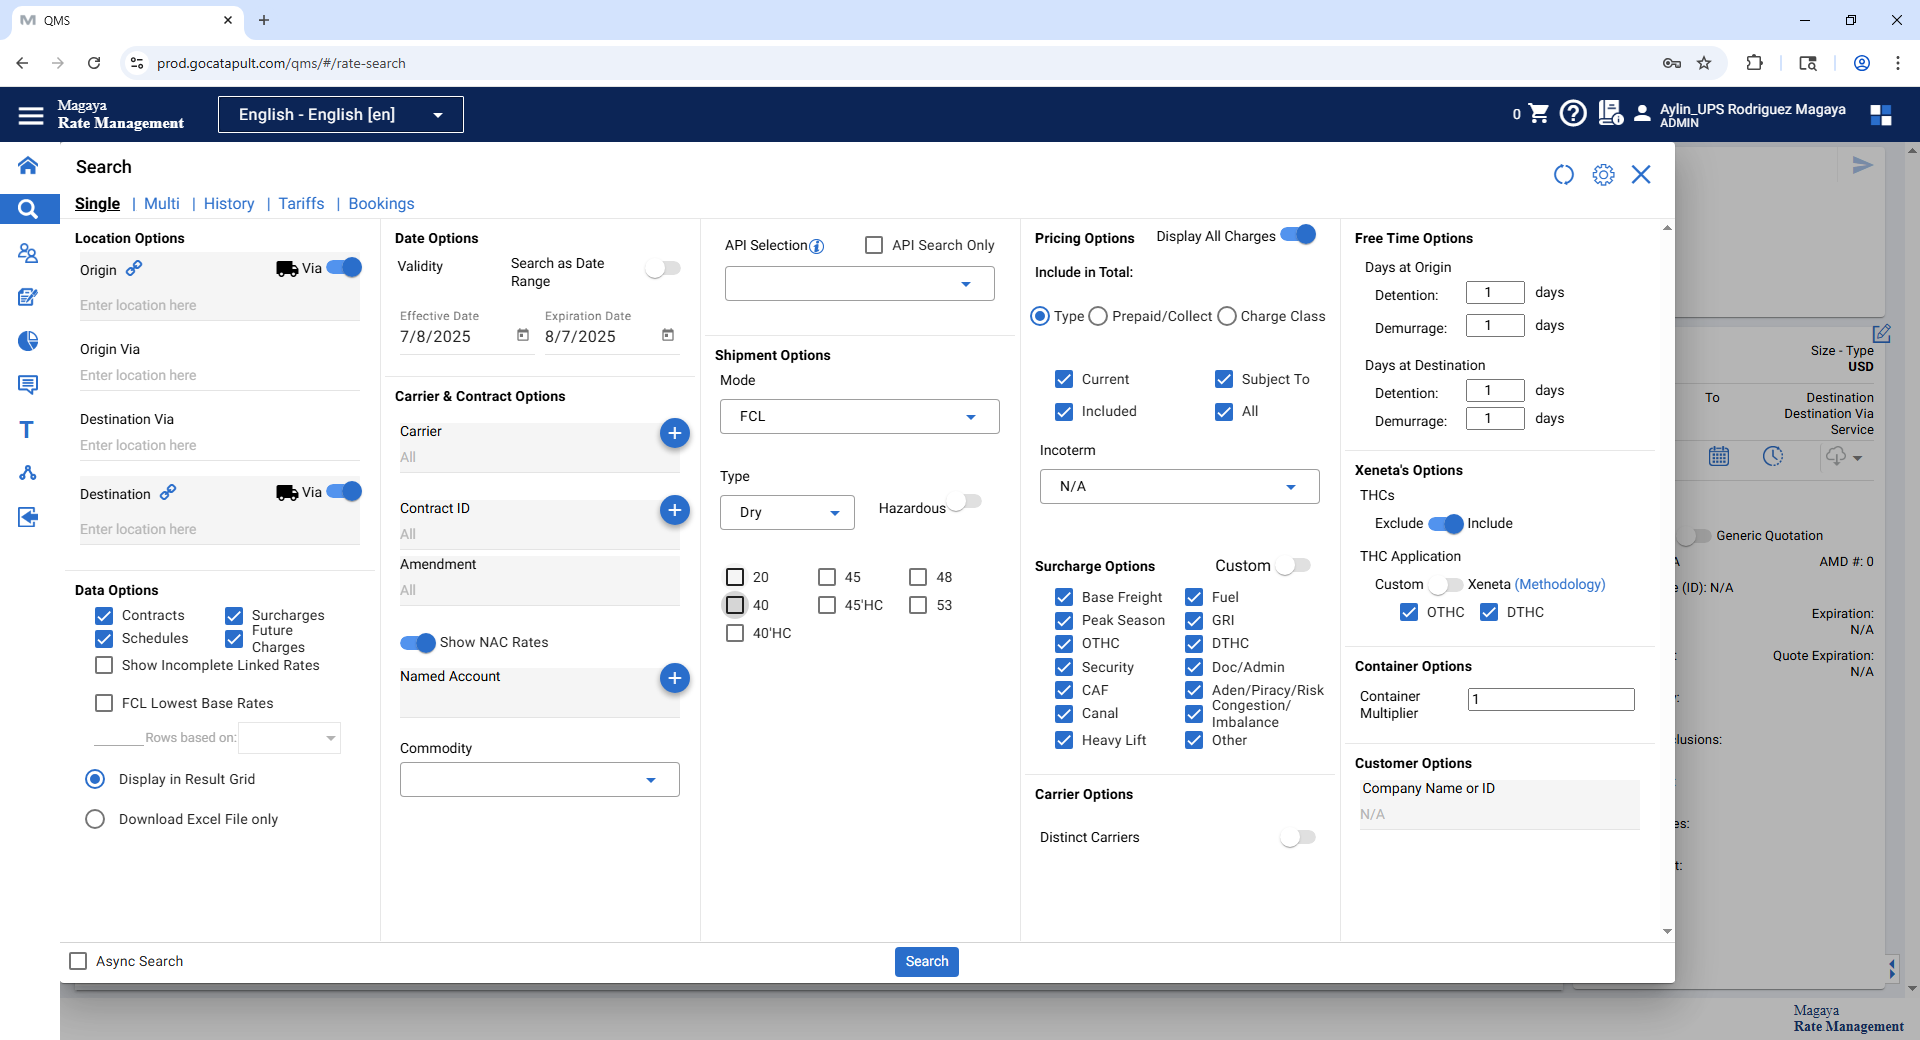 QMS
prod.gocatapult.com/qms/#/rate-search
Magaya
Rate Management
English - English [en]
0
Aylin_UPS Rodriguez Magaya
ADMIN
Search
Single | Multi | History | Tariffs | Bookings
Location Options
Origin
Via
Enter location here
Origin Via
Enter location here
Destination Via
Enter location here
Destination
Via
Enter location here
Data Options
Contracts
Surcharges
Schedules
Future Charges
Show Incomplete Linked Rates
FCL Lowest Base Rates
Rows based on:
Display in Result Grid
Download Excel File only
Date Options
Validity
Search as Date Range
Effective Date
7/8/2025
Expiration Date
8/7/2025
Carrier & Contract Options
Carrier
All
Contract ID
All
Amendment
All
Show NAC Rates
Named Account
Commodity
API Selection
API Search Only
Shipment Options
Mode
FCL
Type
Dry
Hazardous
20
45
48
40
45'HC
53
40'HC
Pricing Options
Display All Charges
Include in Total:
Type
Prepaid/Collect
Charge Class
Current
Subject To
Included
All
Incoterm
N/A
Surcharge Options
Custom
Base Freight
Fuel
Peak Season
GRI
OTHC
DTHC
Security
Doc/Admin
CAF
Aden/Piracy/Risk
Canal
Congestion/
Imbalance
Heavy Lift
Other
Carrier Options
Distinct Carriers
Free Time Options
Days at Origin
Detention: 1 days
Demurrage: 1 days
Days at Destination
Detention: 1 days
Demurrage: 1 days
Xeneta's Options
THCs
Exclude
Include
THC Application
Custom
Xeneta (Methodology)
OTHC
DTHC
Container Options
Container Multiplier
1
Customer Options
Company Name or ID
N/A
Async Search
Search
Size - Type
USD
To
Destination
Destination Via
Service
Generic Quotation
AMD #: 0
(ID): N/A
Expiration:
N/A
Quote Expiration:
N/A
Magaya
Rate Management